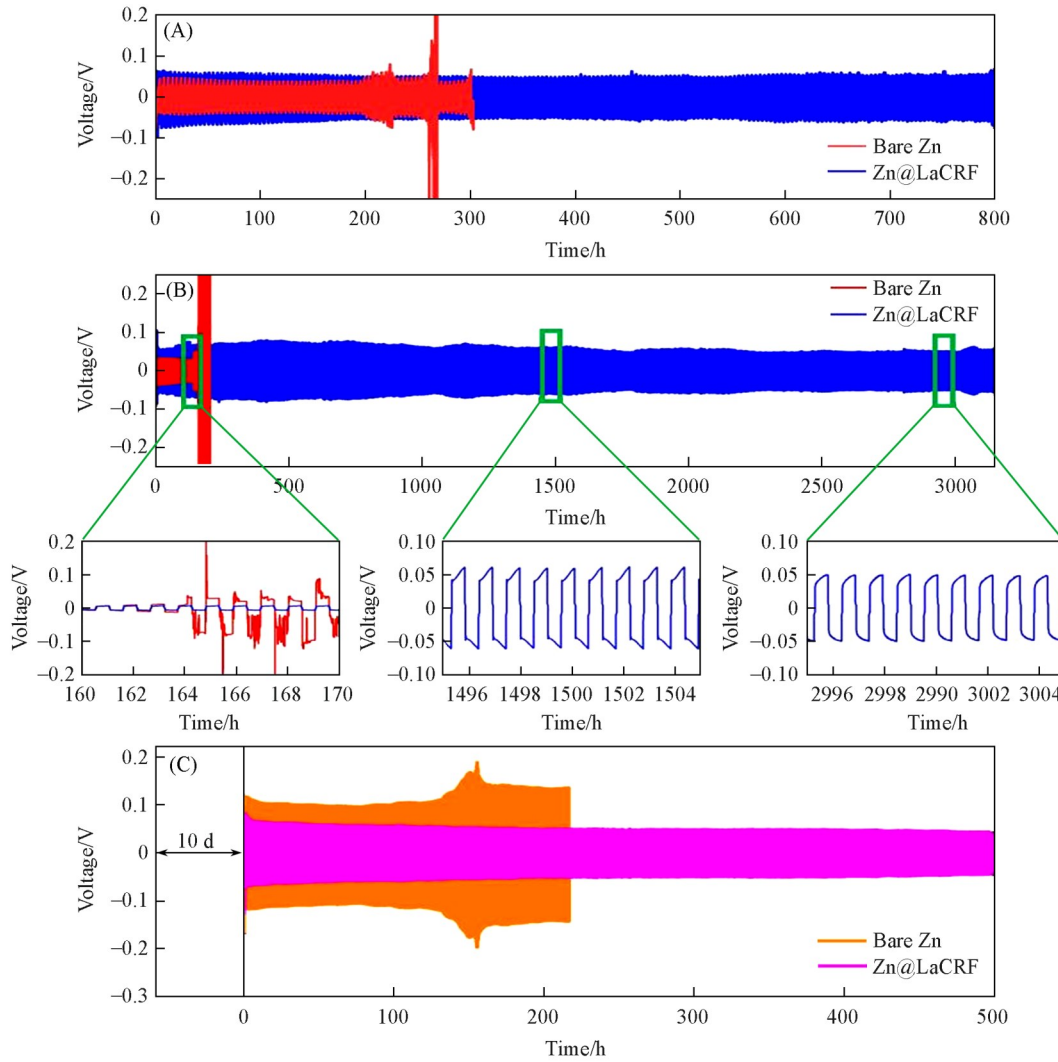 (A)
Voltage/V
0.2
0.1
0
−0.1
−0.2
Bare Zn
Zn@LaCRF
0 100 200 300 400 500 600 700 800
Time/h
(B)
Voltage/V
0.2
0.1
0
−0.1
−0.2
Bare Zn
Zn@LaCRF
0 500 1000 1500 2000 2500 3000
Time/h
Voltage/V
0.2
0.1
0
−0.1
−0.2
160 162 164 166 168 170
Time/h
Voltage/V
0.10
0.05
0
−0.05
−0.10
1496 1498 1500 1502 1504
Time/h
Voltage/V
0.10
0.05
0
−0.05
−0.10
2996 2998 2990 3002 3004
Time/h
(C)
Voltage/V
0.2
0.1
0
−0.1
−0.2
−0.3
10 d
Bare Zn
Zn@LaCRF
0 100 200 300 400 500
Time/h